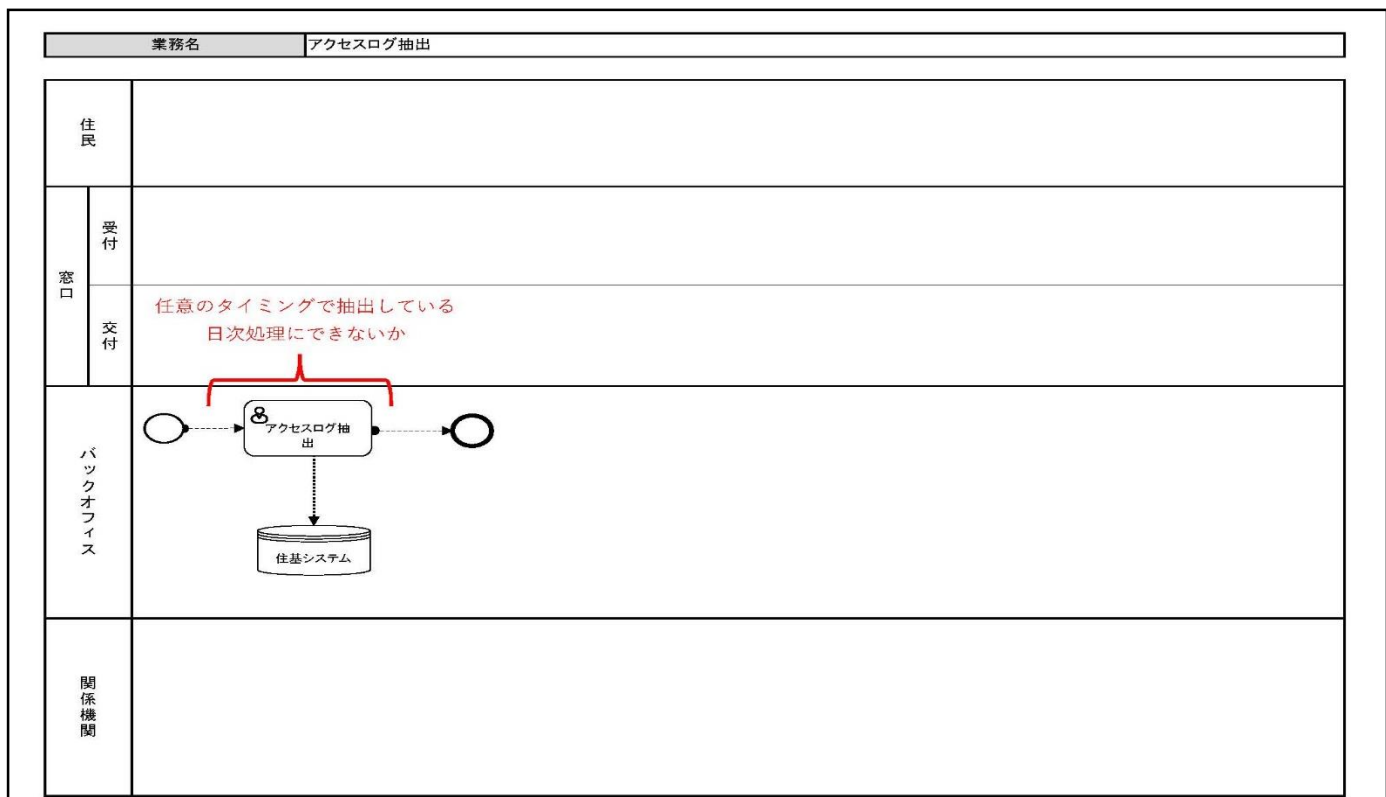 業務名
アクセスログ抽出
住民
窓口
受付
交付
任意のタイミングで抽出している
日次処理にできないか
バックオフィス
アクセスログ抽
出
住基システム
関係機関